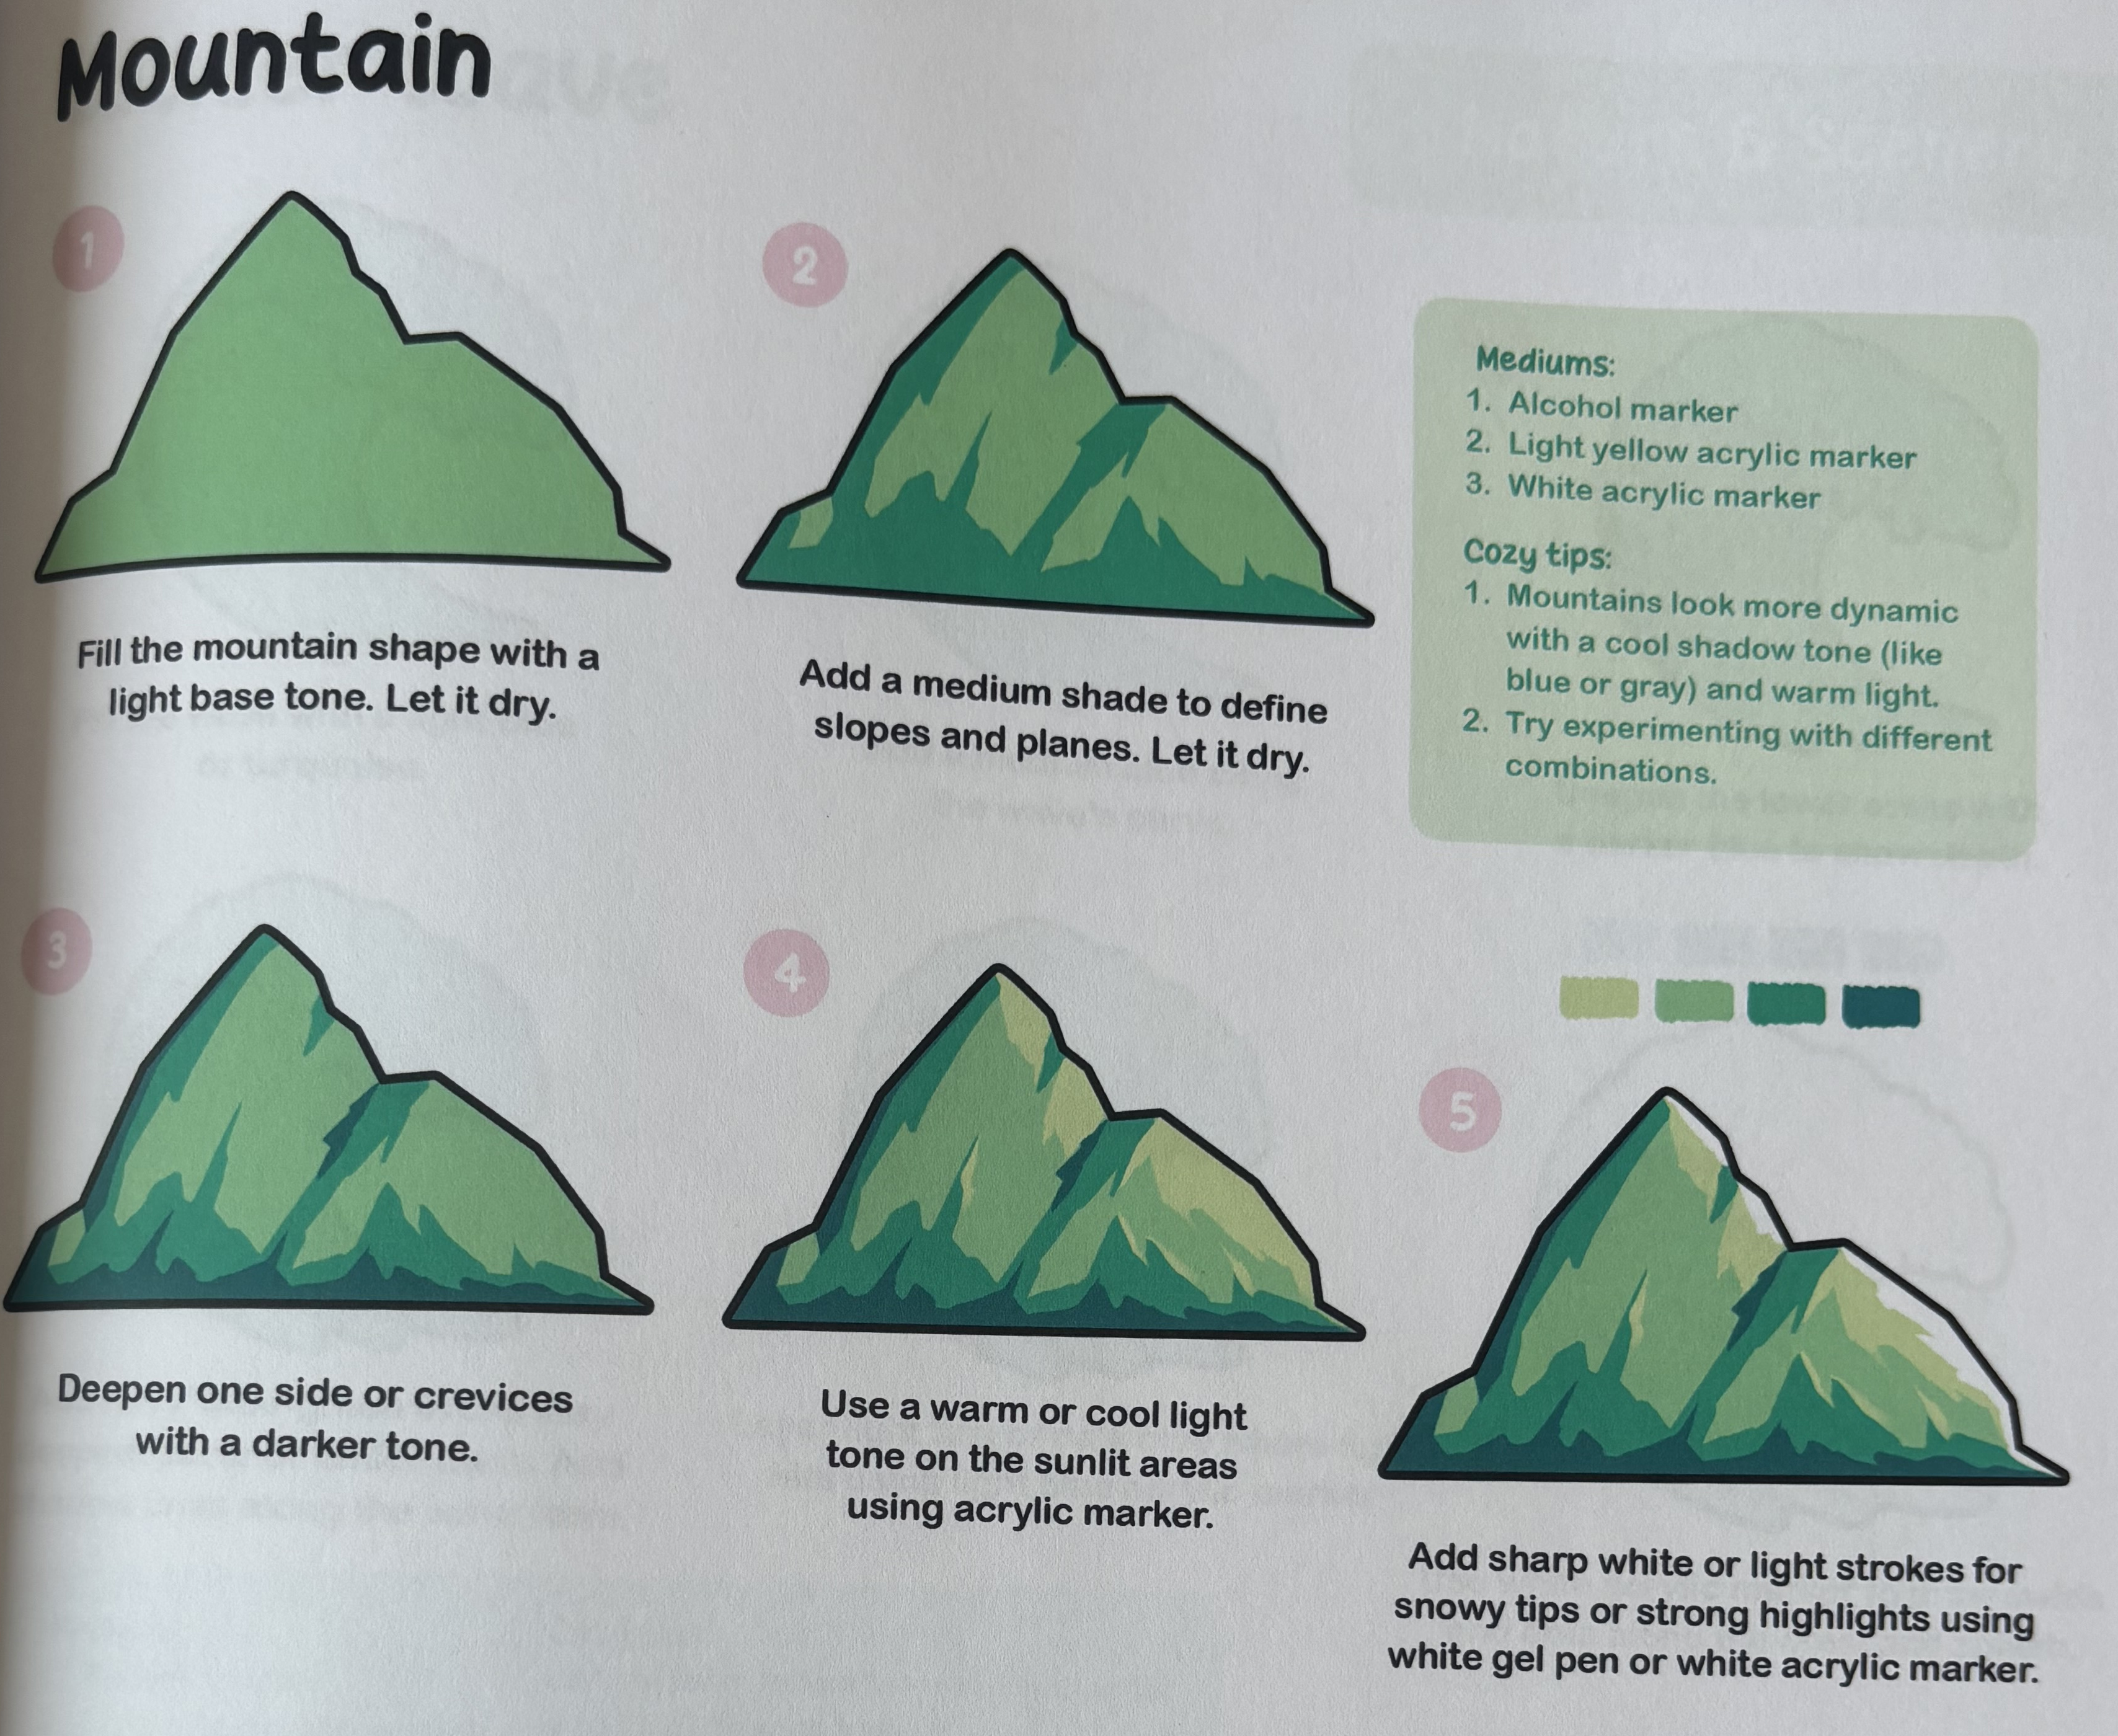 Mountain
1
Fill the mountain shape with a
light base tone. Let it dry.
2
Add a medium shade to define
slopes and planes. Let it dry.
Mediums:
1. Alcohol marker
2. Light yellow acrylic marker
3. White acrylic marker
Cozy tips:
1. Mountains look more dynamic
with a cool shadow tone (like
blue or gray) and warm light.
2. Try experimenting with different
combinations.
3
Deepen one side or crevices
with a darker tone.
4
Use a warm or cool light
tone on the sunlit areas
using acrylic marker.
5
Add sharp white or light strokes for
snowy tips or strong highlights using
white gel pen or white acrylic marker.